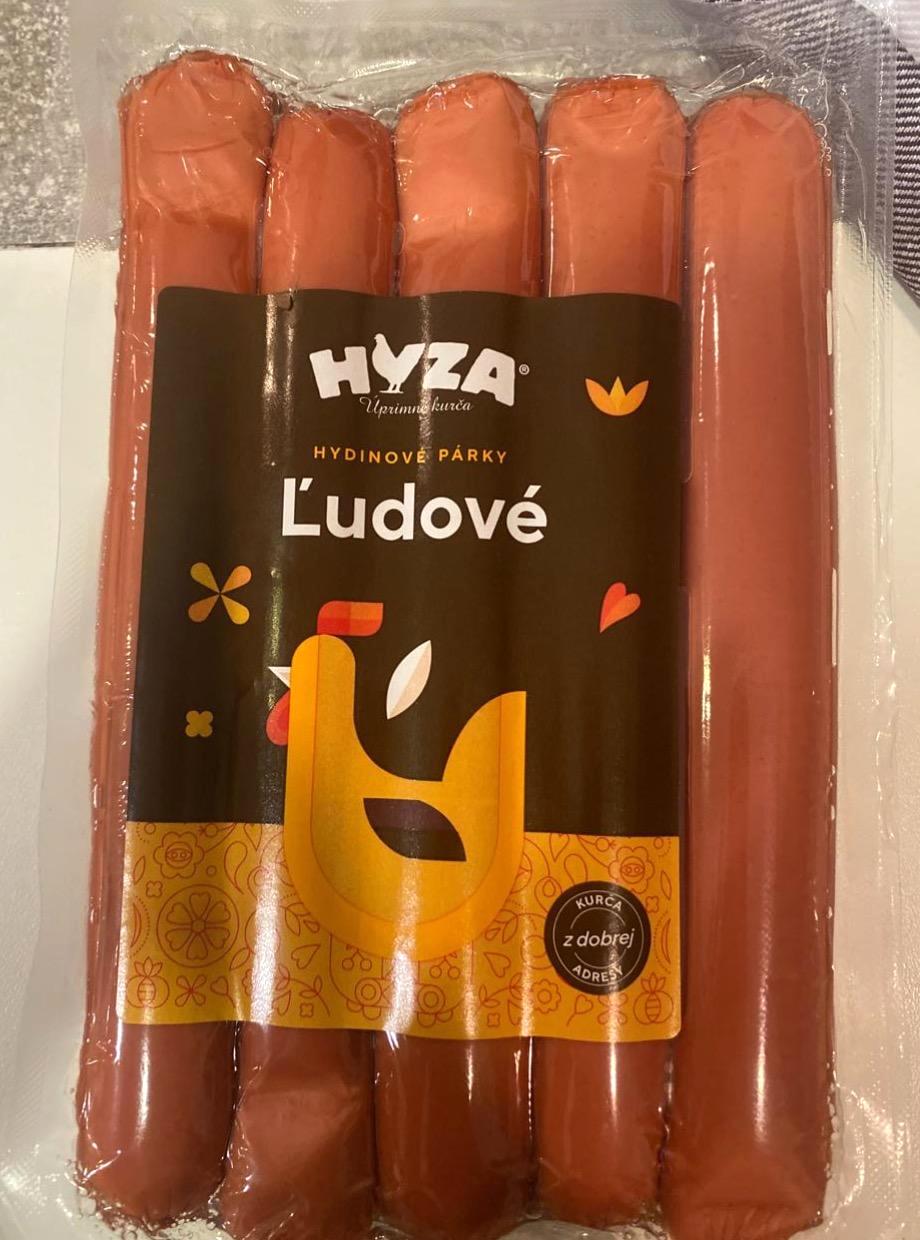 HYZA®
Úprimné kurča
HYDINOVÉ PÁRKY
Ľudové
KURČA
z dobrej
ADRESY